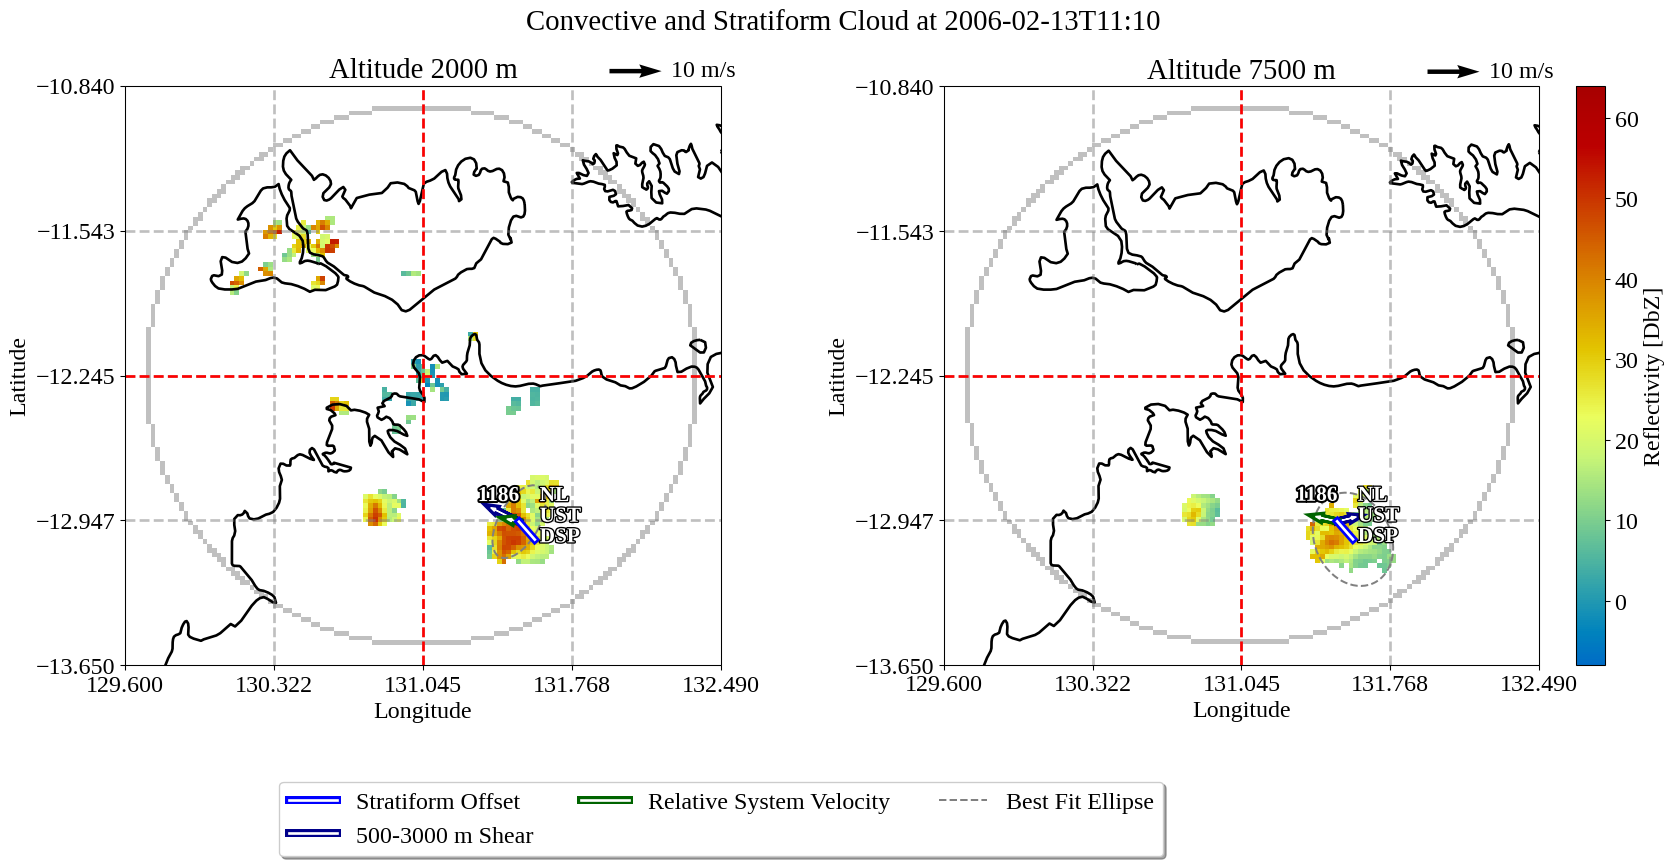 Convective and Stratiform Cloud at 2006-02-13T11:10
Altitude 2000 m
10 m/s
−10.840
−11.543
−12.245
−12.947
−13.650
129.600
130.322
131.045
131.768
132.490
Latitude
Longitude
1186
NL
UST
DSP
Altitude 7500 m
10 m/s
−10.840
−11.543
−12.245
−12.947
−13.650
129.600
130.322
131.045
131.768
132.490
Latitude
Longitude
1186
NL
UST
DSP
60
50
40
30
20
10
0
Reflectivity [DbZ]
Stratiform Offset
500-3000 m Shear
Relative System Velocity
Best Fit Ellipse